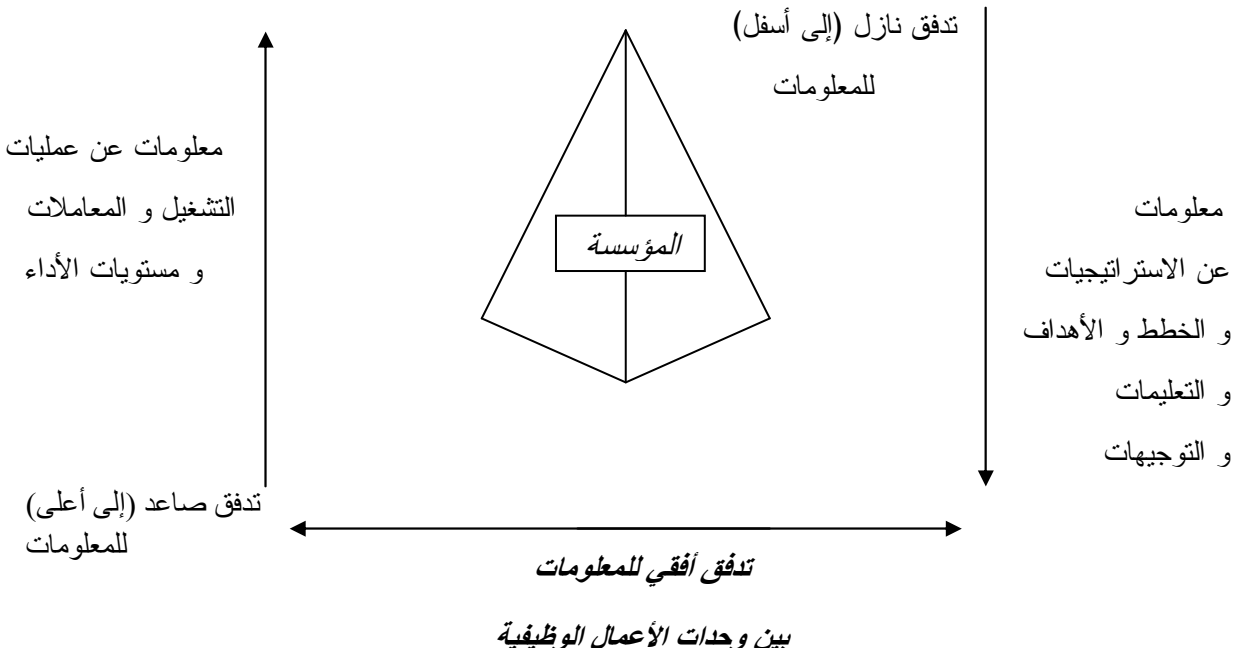 تدفق نازل (إلى أسفل)
للمعلومات
معلومات
عن الاستراتيجيات
و الخطط و الأهداف
و التعليمات
و التوجيهات
المؤسسة
معلومات عن عمليات
التشغيل و المعاملات
و مستويات الأداء
تدفق صاعد (إلى أعلى)
للمعلومات
تدفق أفقي للمعلومات
بين وحدات الأعمال الوظيفية